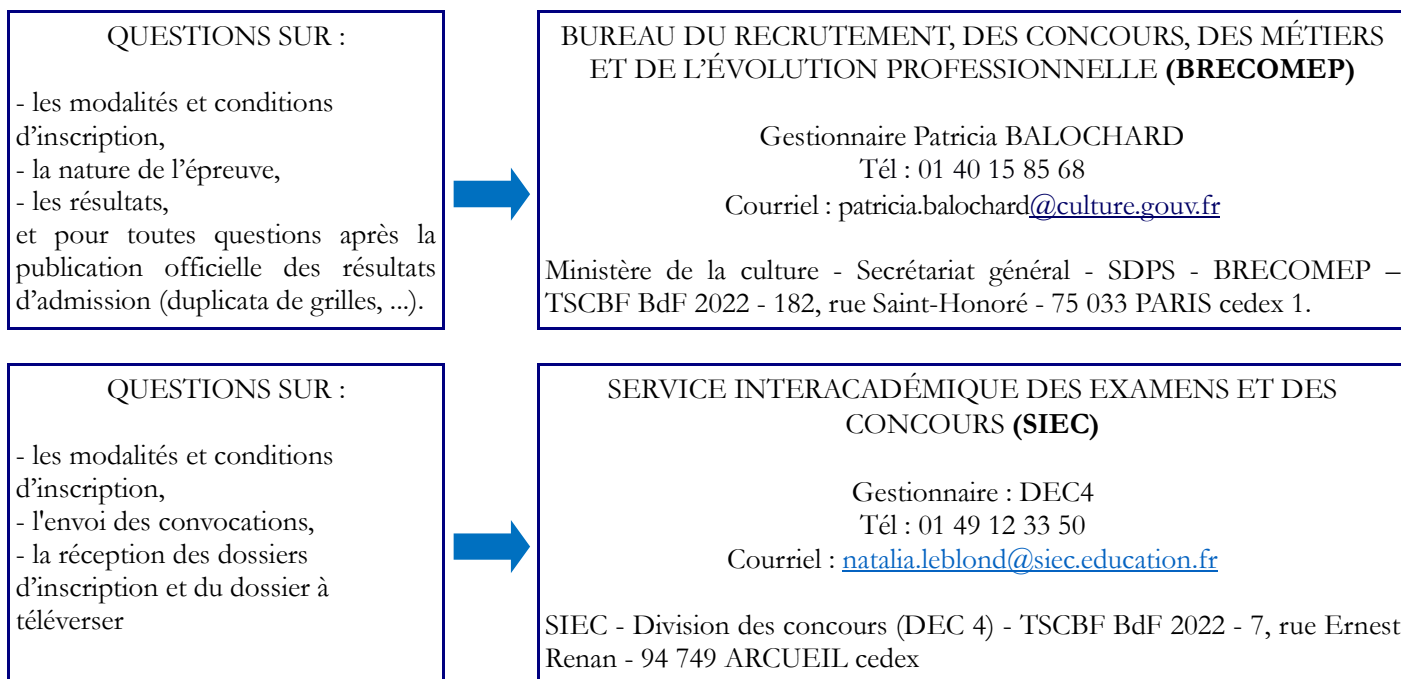 QUESTIONS SUR :
- les modalités et conditions
d’inscription,
- la nature de l’épreuve,
- les résultats,
et pour toutes questions après la
publication officielle des résultats
d’admission (duplicata de grilles, ...).
BUREAU DU RECRUTEMENT, DES CONCOURS, DES MÉTIERS
ET DE L’ÉVOLUTION PROFESSIONNELLE (BRECOMEP)
Gestionnaire Patricia BALOCHARD
Tél : 01 40 15 85 68
Courriel : patricia.balochard@culture.gouv.fr
Ministère de la culture - Secrétariat général - SDPS - BRECOMEP –
TSCBF BdF 2022 - 182, rue Saint-Honoré - 75 033 PARIS cedex 1.
QUESTIONS SUR :
- les modalités et conditions
d’inscription,
- l'envoi des convocations,
- la réception des dossiers
d’inscription et du dossier à
téléverser
SERVICE INTERACADÉMIQUE DES EXAMENS ET DES
CONCOURS (SIEC)
Gestionnaire : DEC4
Tél : 01 49 12 33 50
Courriel : natalia.leblond@siec.education.fr
SIEC - Division des concours (DEC 4) - TSCBF BdF 2022 - 7, rue Ernest
Renan - 94 749 ARCUEIL cedex